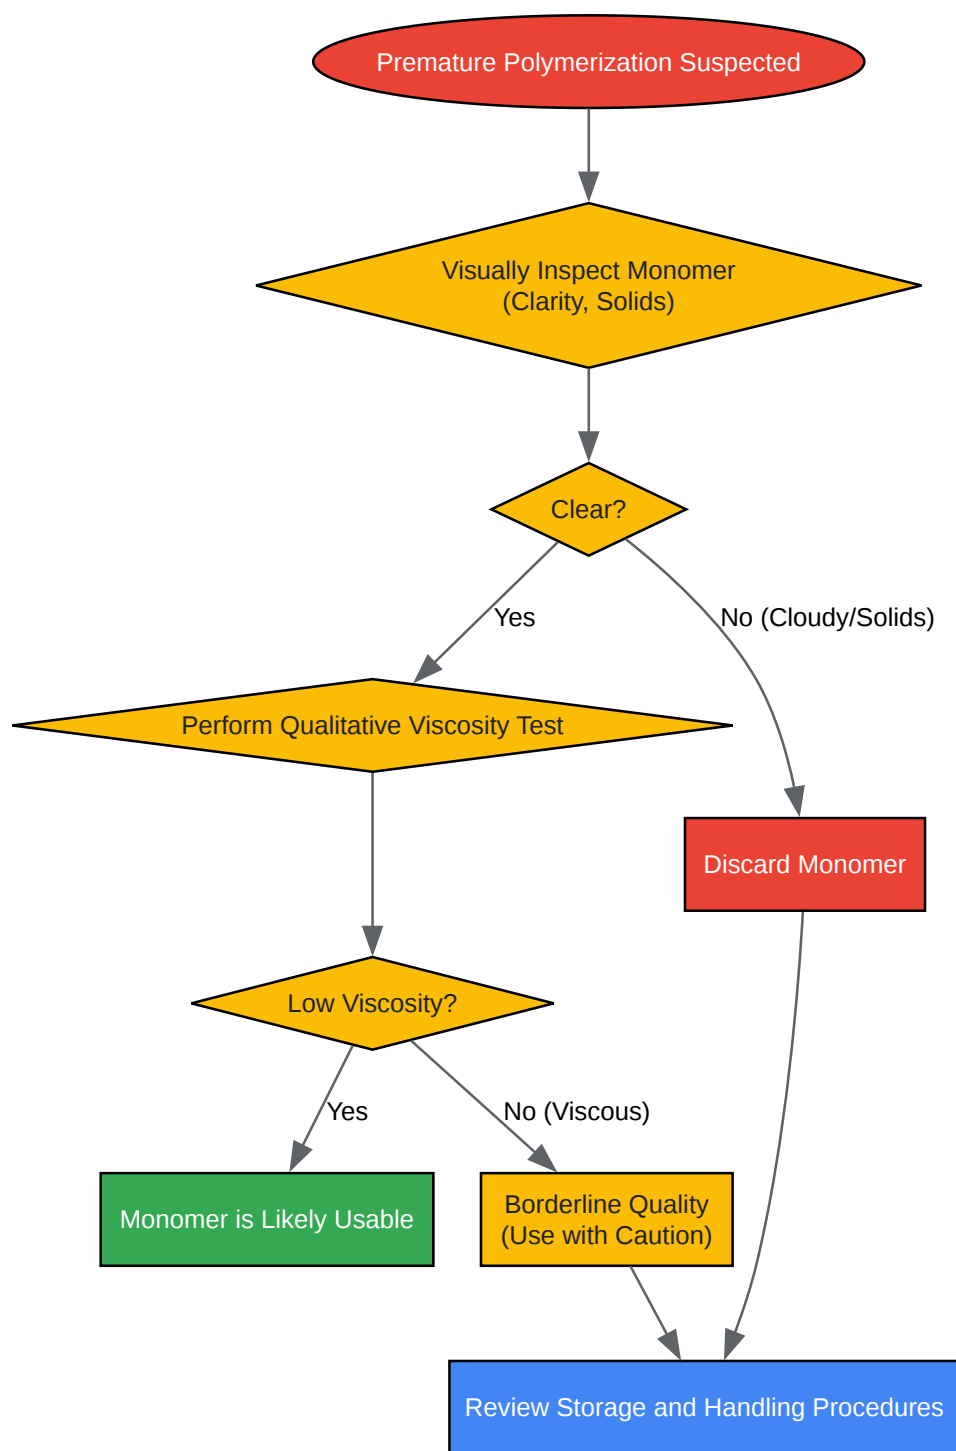 Premature Polymerization Suspected
Visually Inspect Monomer
(Clarity, Solids)
Clear?
Yes
No (Cloudy/Solids)
Perform Qualitative Viscosity Test
Discard Monomer
Low Viscosity?
Yes
No (Viscous)
Monomer is Likely Usable
Borderline Quality
(Use with Caution)
Review Storage and Handling Procedures